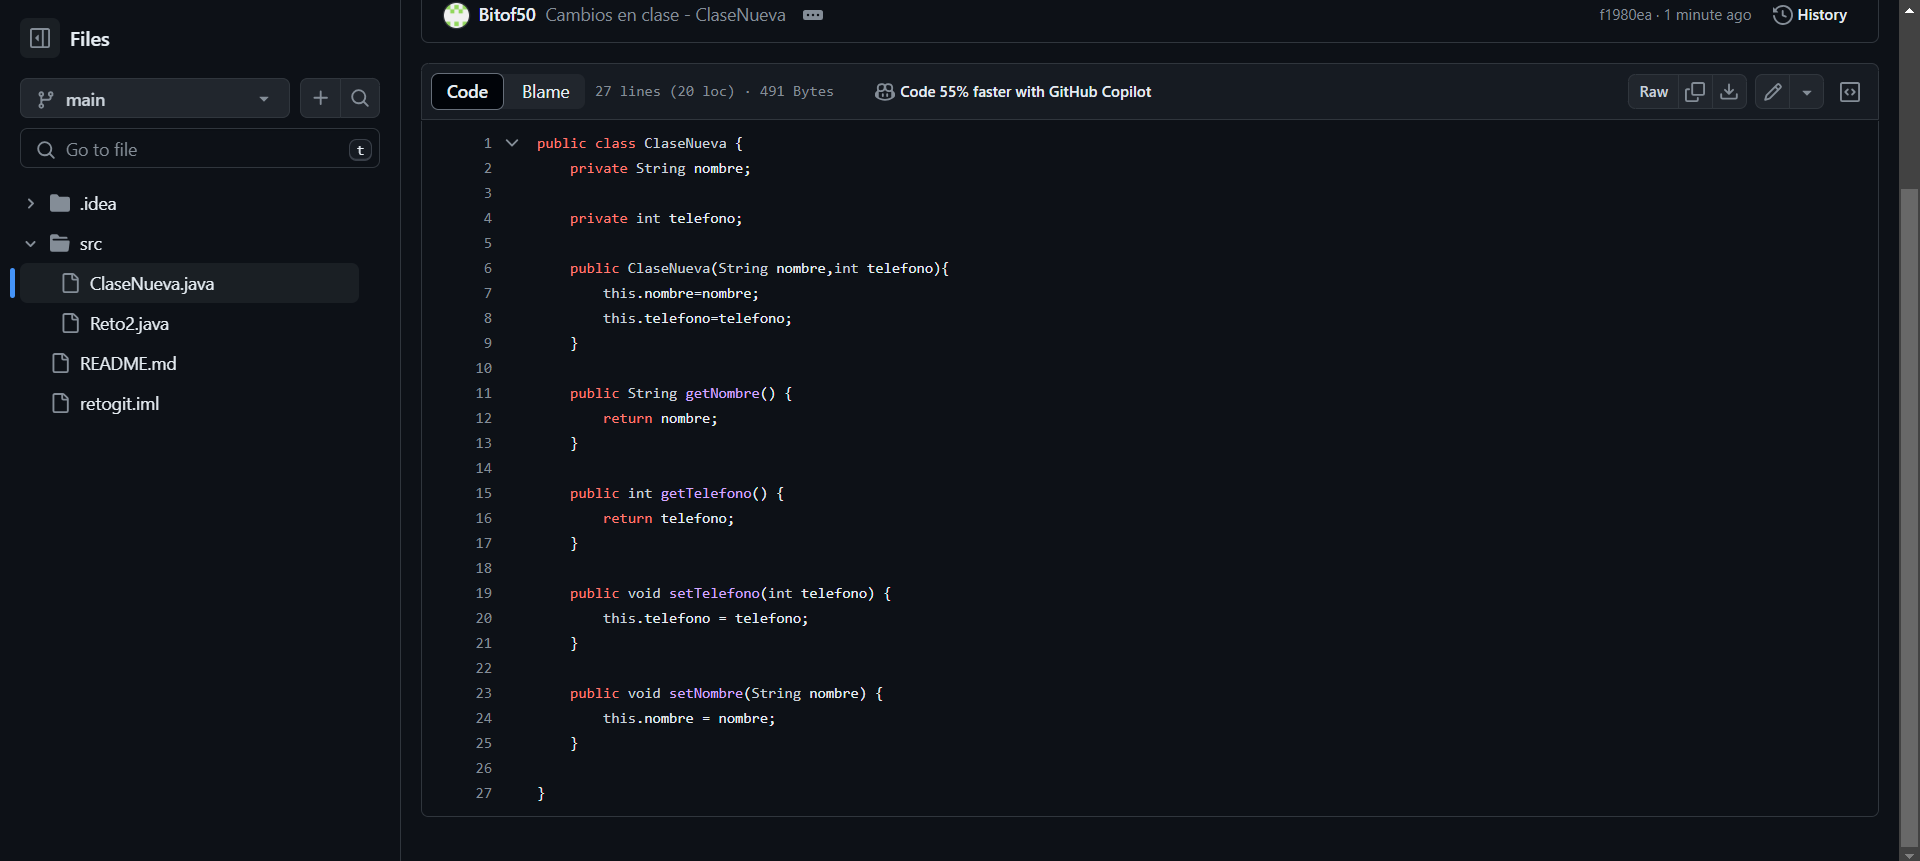 Files
main
Go to file
t
.idea
src
ClaseNueva.java
Reto2.java
README.md
retogit.iml
Bitof50 Cambios en clase - ClaseNueva
f1980ea · 1 minute ago
History
Code Blame 27 lines (20 loc) · 491 Bytes Code 55% faster with GitHub Copilot Raw
1 public class ClaseNueva {
2     private String nombre;
3
4     private int telefono;
5
6     public ClaseNueva(String nombre,int telefono){
7         this.nombre=nombre;
8         this.telefono=telefono;
9     }
10
11     public String getNombre() {
12         return nombre;
13     }
14
15     public int getTelefono() {
16         return telefono;
17     }
18
19     public void setTelefono(int telefono) {
20         this.telefono = telefono;
21     }
22
23     public void setNombre(String nombre) {
24         this.nombre = nombre;
25     }
26
27 }